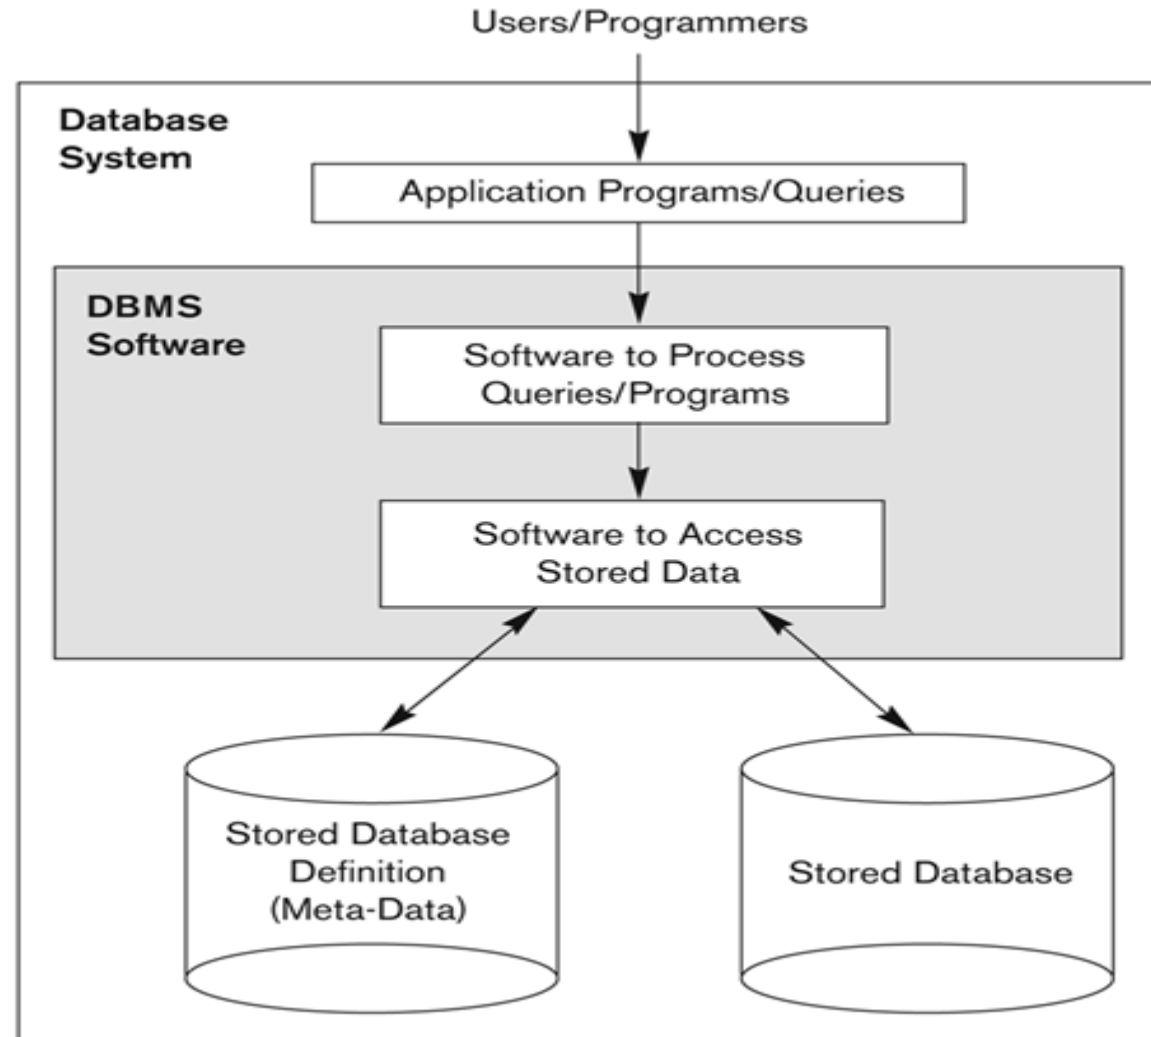 Users/Programmers
Database
System
Application Programs/Queries
DBMS
Software
Software to Process
Queries/Programs
Software to Access
Stored Data
Stored Database
Definition
(Meta-Data)
Stored Database